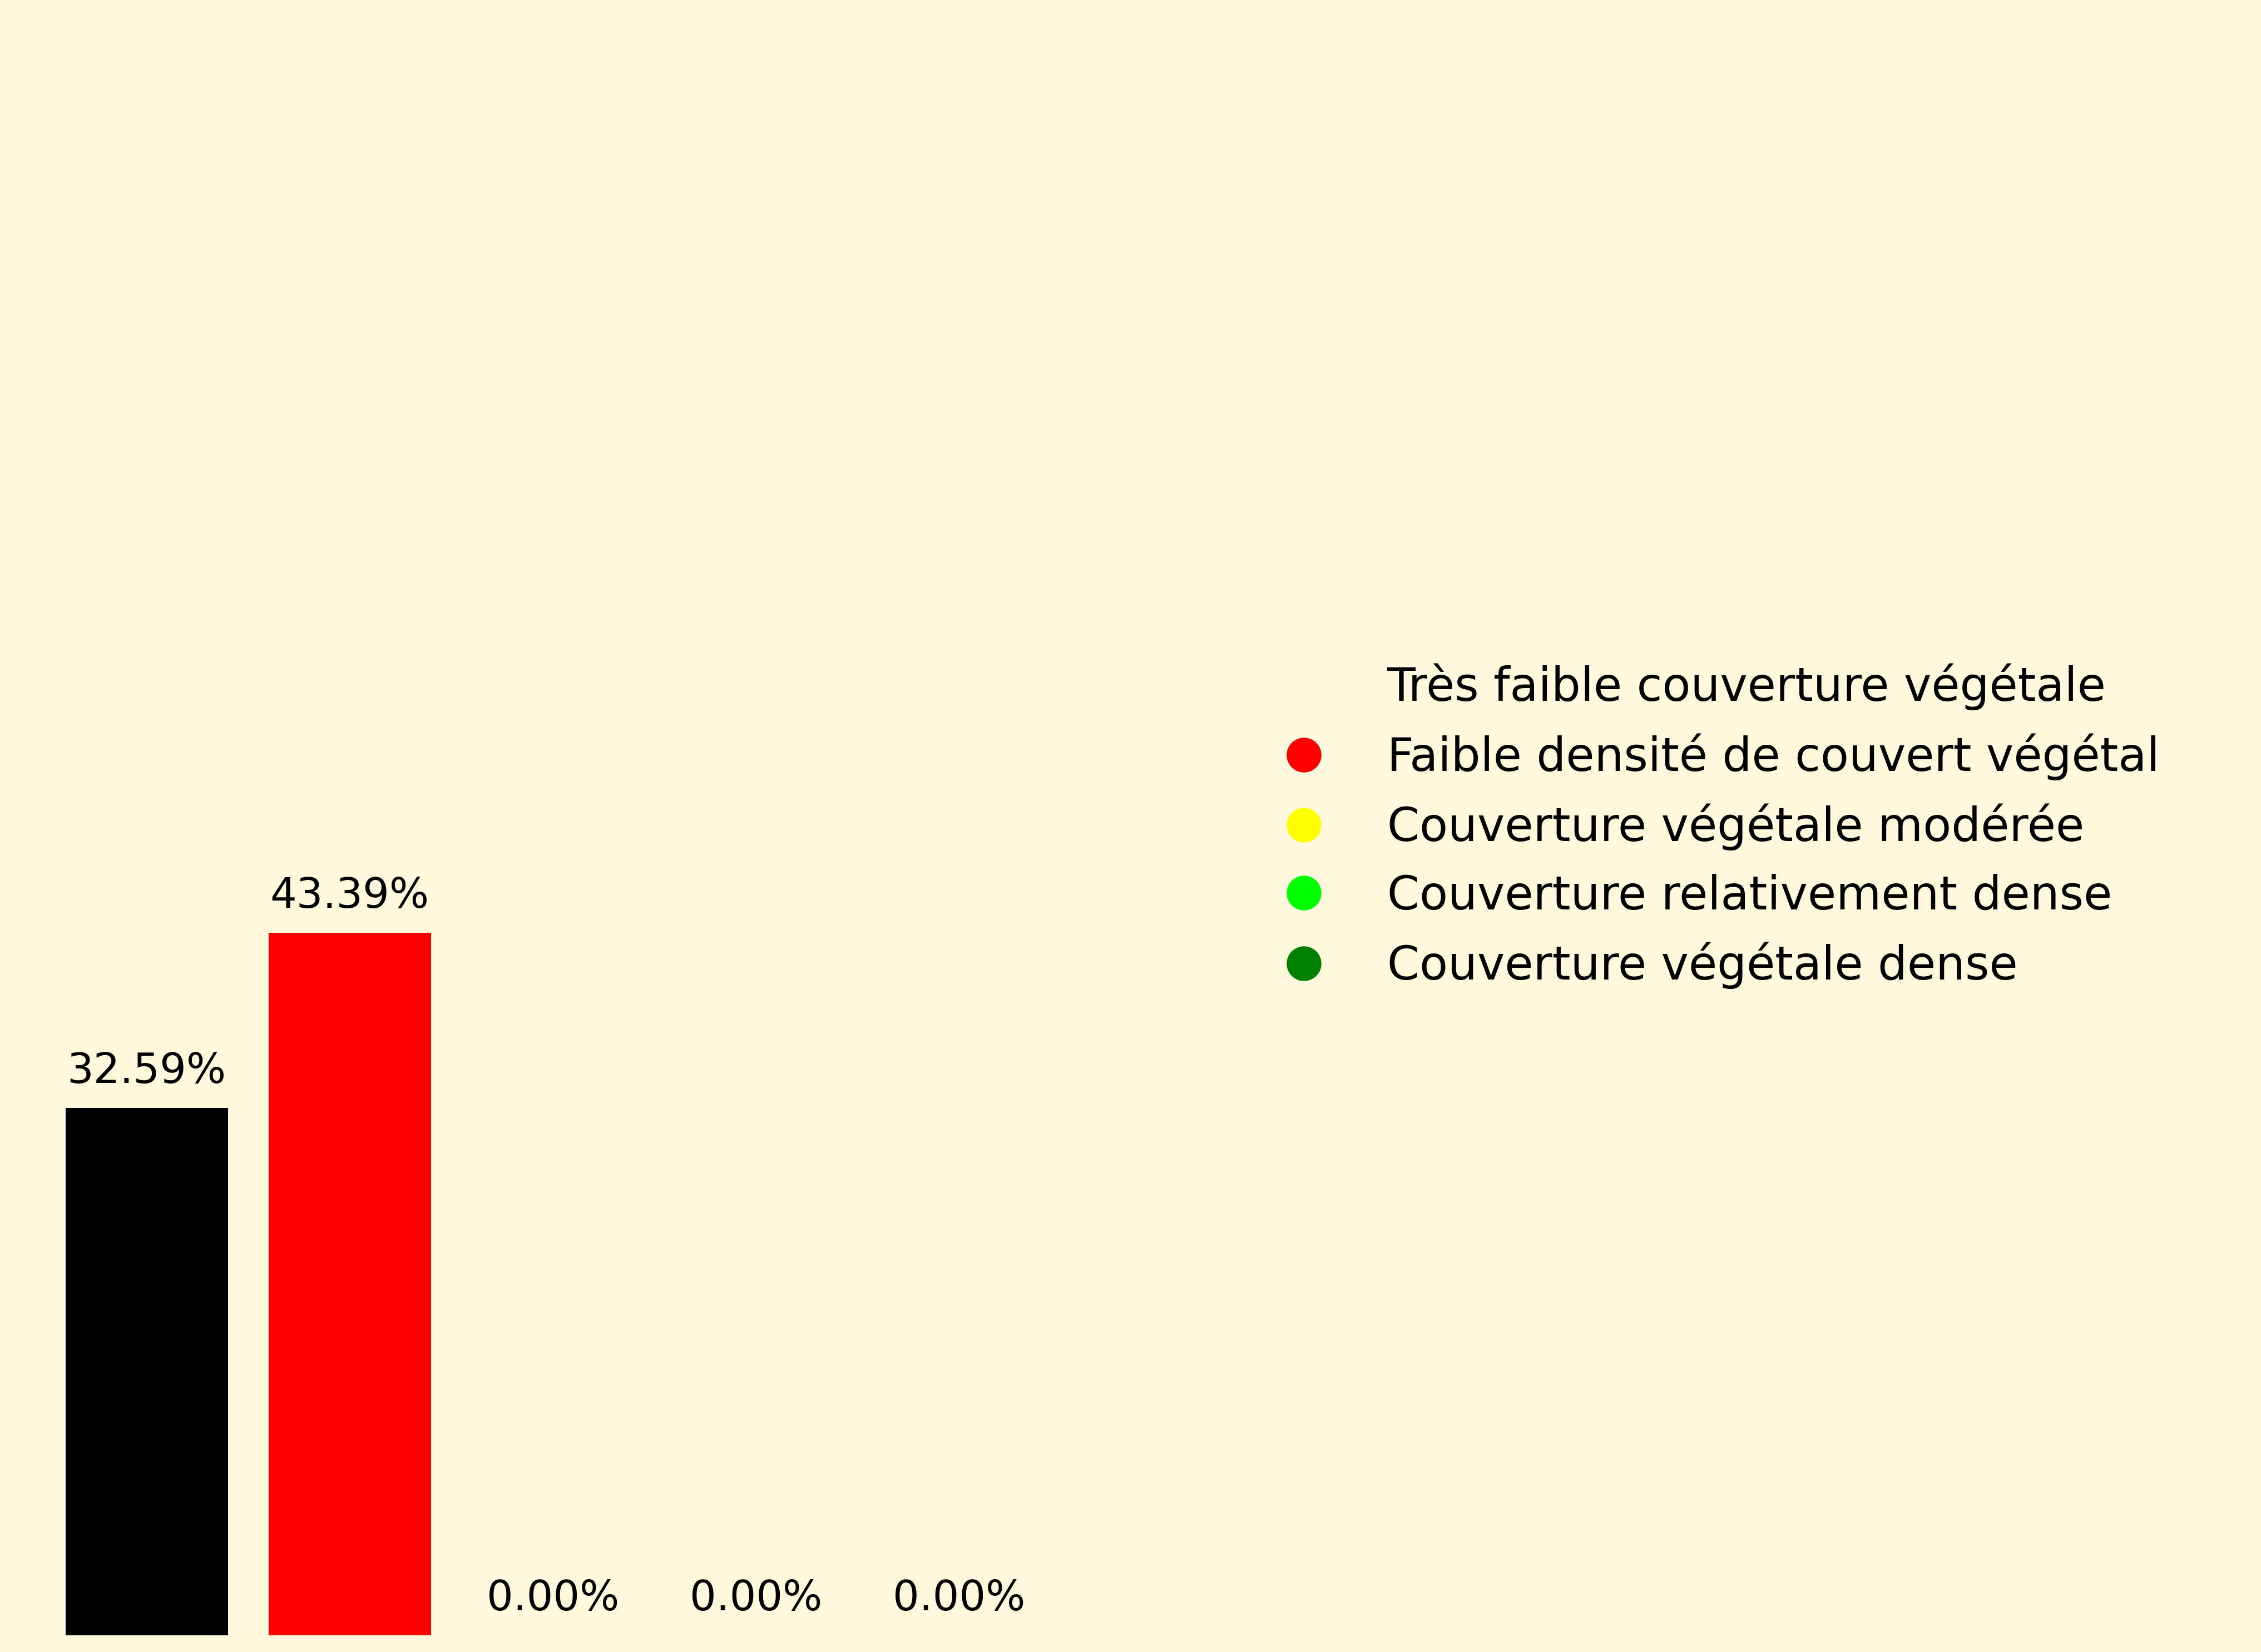 Très faible couverture végétale
Faible densité de couvert végétal
Couverture végétale modérée
Couverture relativement dense
Couverture végétale dense
43.39%
32.59%
0.00%
0.00%
0.00%